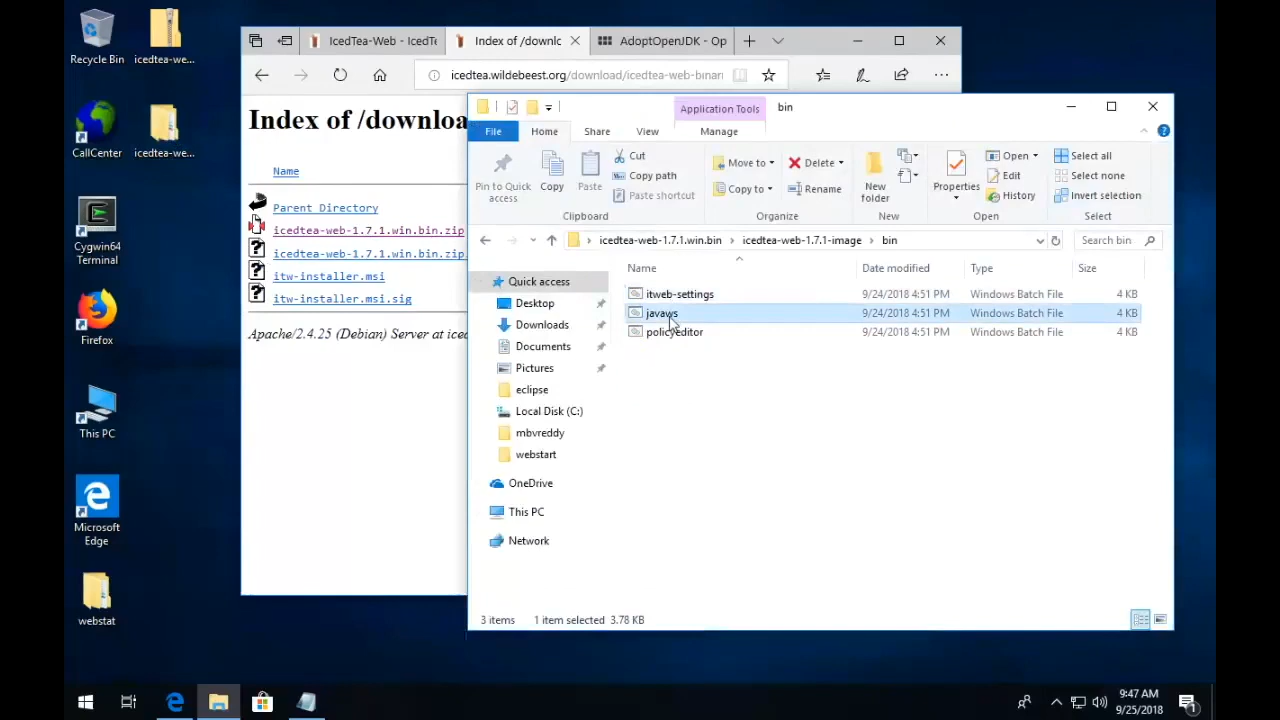 Recycle Bin
icedtea-we...
CallCenter
icedtea-we...
Cygwin64
Terminal
Firefox
This PC
Microsoft
Edge
webstat
IcedTea-Web - IcedTe
Index of /downlc
AdoptOpenJDK - Op
icedtea.wildebeest.org/download/icedtea-web-binari
Index of /downloa
Name
Parent Directory
icedtea-web-1.7.1.win.bin.zip
icedtea-web-1.7.1.win.bin.zip.
itw-installer.msi
itw-installer.msi.sig
Apache/2.4.25 (Debian) Server at iced
Application Tools
bin
File
Home
Share
View
Manage
Pin to Quick
access
Copy
Paste
Cut
Copy path
Paste shortcut
Clipboard
Move to
Copy to
Delete
Rename
Organize
New
folder
New
Properties
Open
Edit
History
Open
Select all
Select none
Invert selection
Select
icedtea-web-1.7.1.win.bin
icedtea-web-1.7.1-image
bin
Search bin
Name
Date modified
Type
Size
itweb-settings 9/24/2018 4:51 PM Windows Batch File 4 KB
javaws 9/24/2018 4:51 PM Windows Batch File 4 KB
policyeditor 9/24/2018 4:51 PM Windows Batch File 4 KB
Quick access
Desktop
Downloads
Documents
Pictures
eclipse
Local Disk (C:)
mbvreddy
webstart
OneDrive
This PC
Network
3 items
1 item selected 3.78 KB
9:47 AM
9/25/2018
1